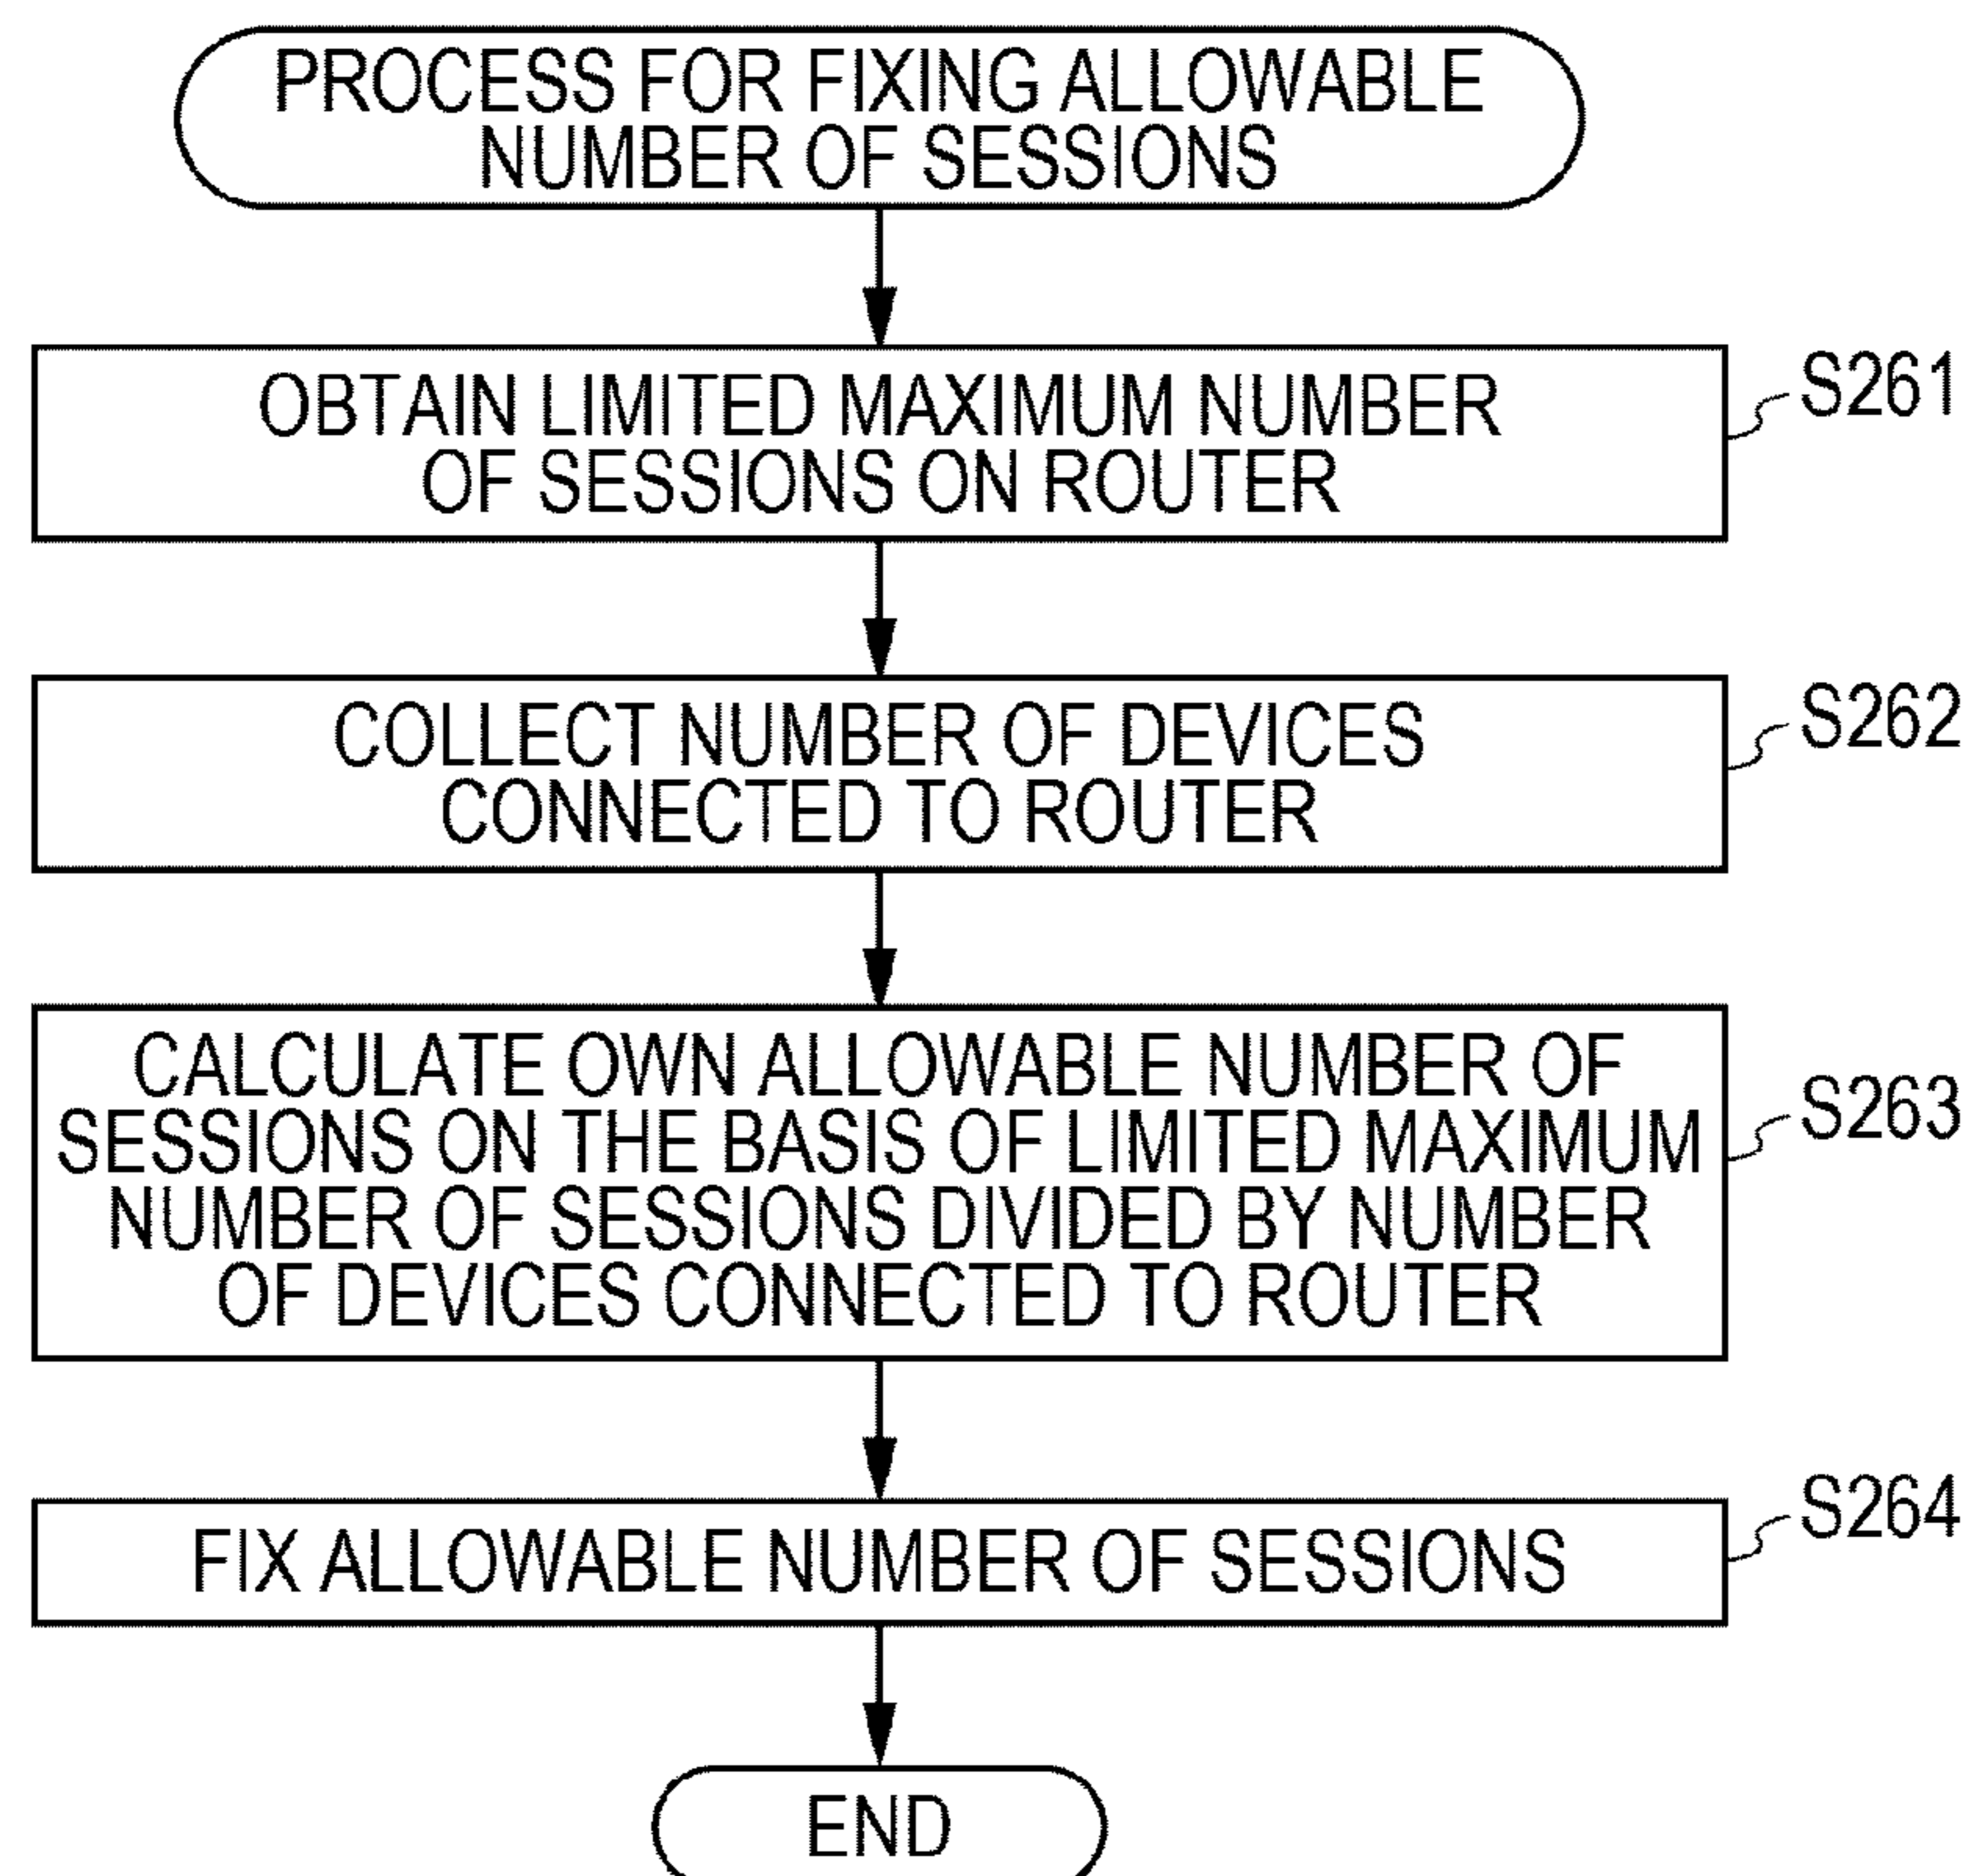 PROCESS FOR FIXING ALLOWABLE
NUMBER OF SESSIONS
OBTAIN LIMITED MAXIMUM NUMBER
OF SESSIONS ON ROUTER
S261
COLLECT NUMBER OF DEVICES
CONNECTED TO ROUTER
S262
CALCULATE OWN ALLOWABLE NUMBER OF
SESSIONS ON THE BASIS OF LIMITED MAXIMUM
NUMBER OF SESSIONS DIVIDED BY NUMBER
OF DEVICES CONNECTED TO ROUTER
S263
FIX ALLOWABLE NUMBER OF SESSIONS
S264
END